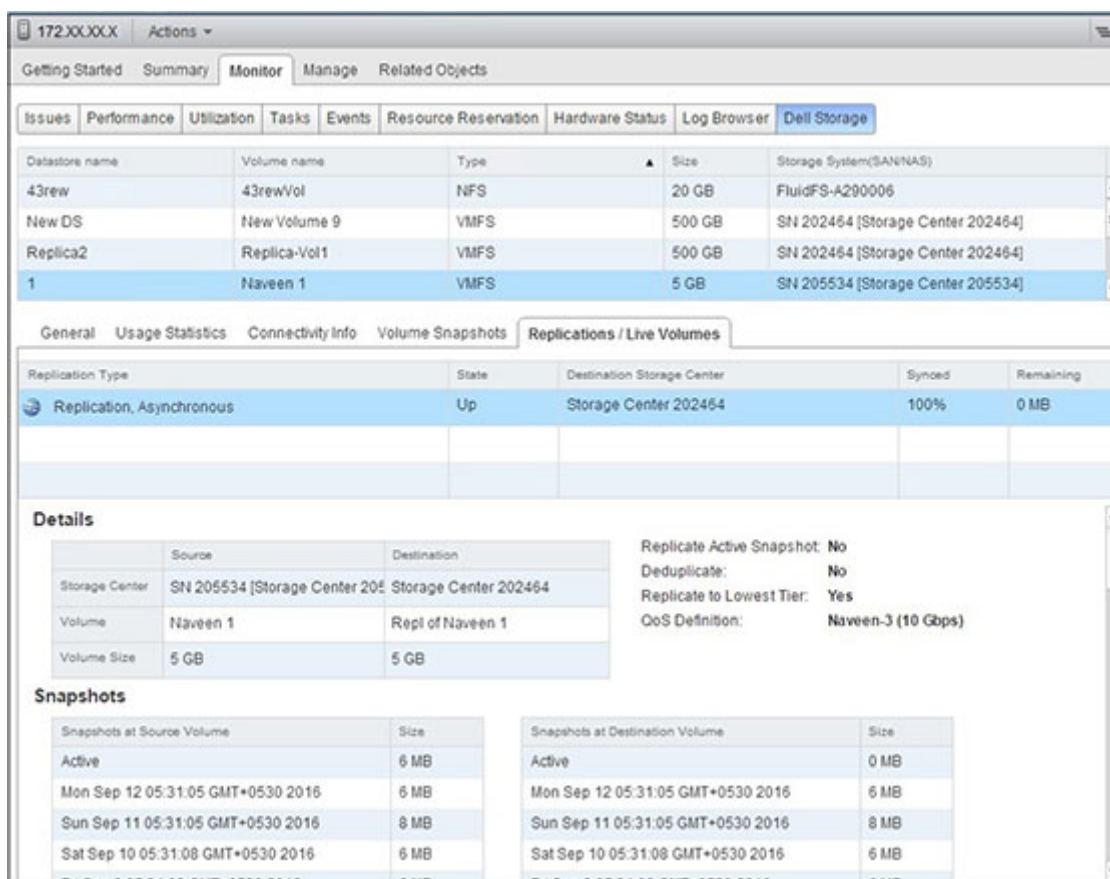 172.XX.XX.X Actions
Getting Started Summary Monitor Manage Related Objects
Issues Performance Utilization Tasks Events Resource Reservation Hardware Status Log Browser Dell Storage
Datastore name Volume name Type Size Storage System(SAN/NAS)
43rew 43rewVol NFS 20 GB FluidFS-A290006
New DS New Volume 9 VMFS 500 GB SN 202464 [Storage Center 202464]
Replica2 Replica-Vol1 VMFS 500 GB SN 202464 [Storage Center 202464]
1 Naveen 1 VMFS 5 GB SN 205534 [Storage Center 205534]
General Usage Statistics Connectivity Info Volume Snapshots Replications / Live Volumes
Replication Type State Destination Storage Center Synced Remaining
Replication, Asynchronous Up Storage Center 202464 100% 0 MB
Details
Source Destination
Storage Center SN 205534 [Storage Center 205 Storage Center 202464
Volume Naveen 1 Repl of Naveen 1
Volume Size 5 GB 5 GB
Replicate Active Snapshot: No
Deduplicate: No
Replicate to Lowest Tier: Yes
QoS Definition: Naveen-3 (10 Gbps)
Snapshots
Snapshots at Source Volume Size Snapshots at Destination Volume Size
Active 6 MB Active 0 MB
Mon Sep 12 05:31:05 GMT+0530 2016 6 MB Mon Sep 12 05:31:05 GMT+0530 2016 6 MB
Sun Sep 11 05:31:05 GMT+0530 2016 8 MB Sun Sep 11 05:31:05 GMT+0530 2016 8 MB
Sat Sep 10 05:31:08 GMT+0530 2016 6 MB Sat Sep 10 05:31:08 GMT+0530 2016 6 MB